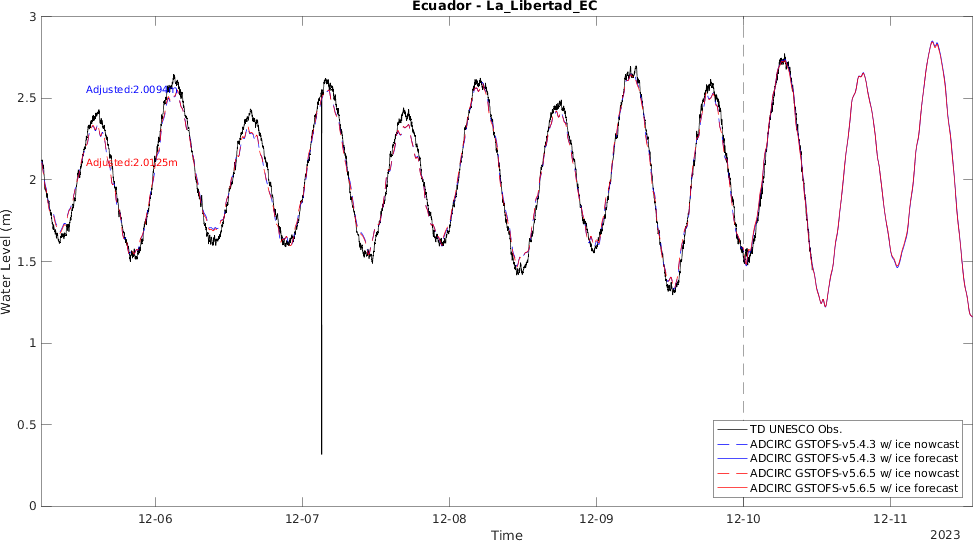 Ecuador - La_Libertad_EC
3
2.5
2
1.5
1
0.5
0
Water Level (m)
Adjusted:2.0094m
Adjusted:2.0125m
TD UNESCO Obs.
ADCIRC GSTOFS-v5.4.3 w/ ice nowcast
ADCIRC GSTOFS-v5.4.3 w/ ice forecast
ADCIRC GSTOFS-v5.6.5 w/ ice nowcast
ADCIRC GSTOFS-v5.6.5 w/ ice forecast
12-06 12-07 12-08 12-09 12-10 12-11
Time
2023